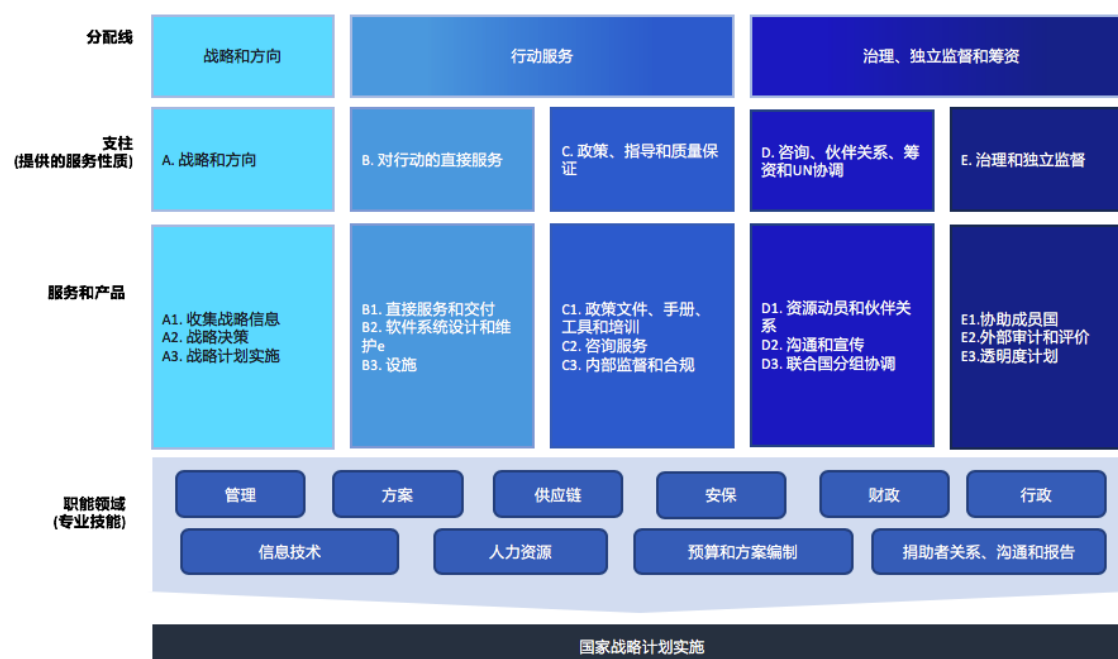 分配线
战略和方向
行动服务
治理、独立监督和筹资
支柱
(提供的服务性质)
A. 战略和方向
B. 对行动的直接服务
C. 政策、指导和质量保
证
D. 咨询、伙伴关系、筹
资和UN协调
E. 治理和独立监督
服务和产品
A1. 收集战略信息
A2. 战略决策
A3. 战略计划实施
B1. 直接服务和交付
B2. 软件系统设计和维
护e
B3. 设施
C1. 政策文件、手册、
工具和培训
C2. 咨询服务
C3. 内部监督和合规
D1. 资源动员和伙伴关
系
D2. 沟通和宣传
D3. 联合国分组协调
E1.协助成员国
E2.外部审计和评价
E3.透明度计划
职能领域
(专业技能)
管理
方案
供应链
安保
财政
行政
信息技术
人力资源
预算和方案编制
捐助者关系、沟通和报告
国家战略计划实施